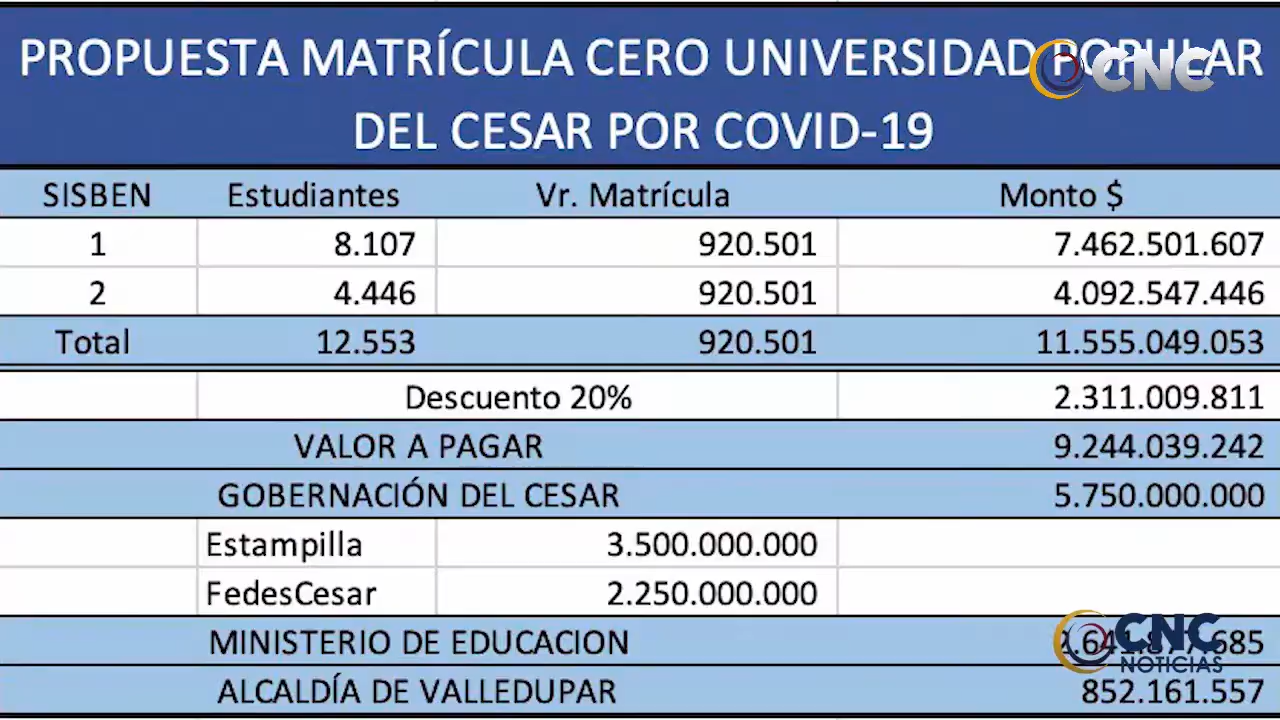 PROPUESTA MATRÍCULA CERO UNIVERSIDAD POPULAR
DEL CESAR POR COVID-19
CNC
SISBEN Estudiantes Vr. Matrícula Monto $
1 8.107 920.501 7.462.501.607
2 4.446 920.501 4.092.547.446
Total 12.553 920.501 11.555.049.053
Descuento 20% 2.311.009.811
VALOR A PAGAR 9.244.039.242
GOBERNACIÓN DEL CESAR 5.750.000.000
Estampilla 3.500.000.000
FedesCesar 2.250.000.000
MINISTERIO DE EDUCACION
CNC
NOTICIAS
ALCALDÍA DE VALLEDUPAR 852.161.557